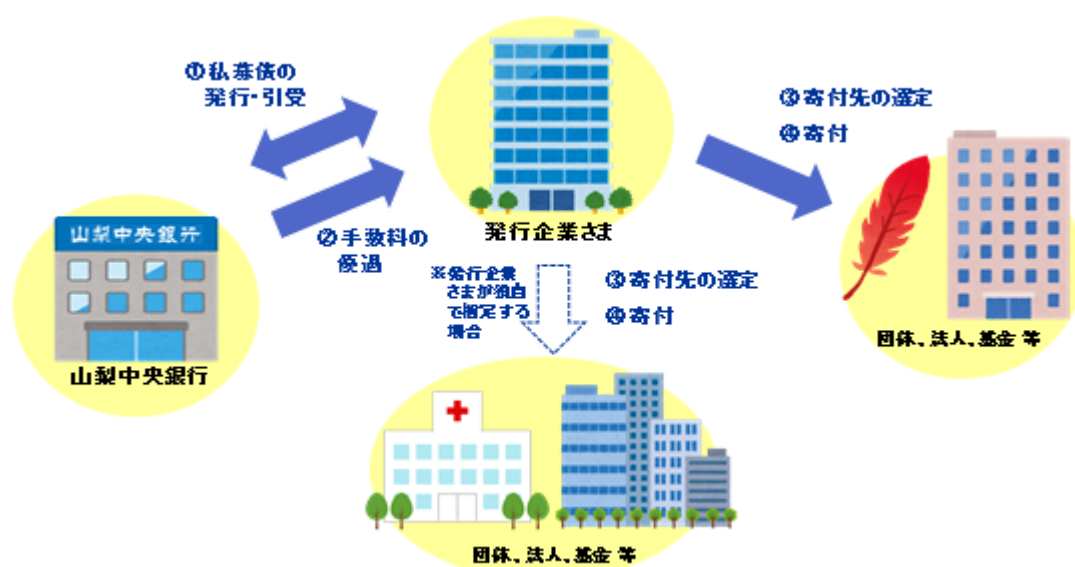 ①私募債の
発行・引受
②手数料の
優遇
山梨中央銀行
山梨中央銀行
発行企業さま
※発行企業
さまが独自
で指定する
場合
③寄付先の選定
④寄付
③寄付先の選定
④寄付
団体、法人、基金 等
団体、法人、基金 等